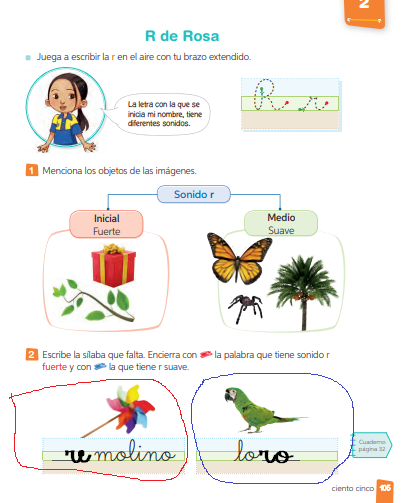 2
R de Rosa
Juega a escribir la r en el aire con tu brazo extendido.
La letra con la que se
inicia mi nombre, tiene
diferentes sonidos.
R r
1 Menciona los objetos de las imágenes.
Sonido r
Inicial
Fuerte
Medio
Suave
2 Escribe la sílaba que falta. Encierra con la palabra que tiene sonido r
fuerte y con la que tiene r suave.
remolino
loro
Cuaderno
página 32
ciento cinco 105